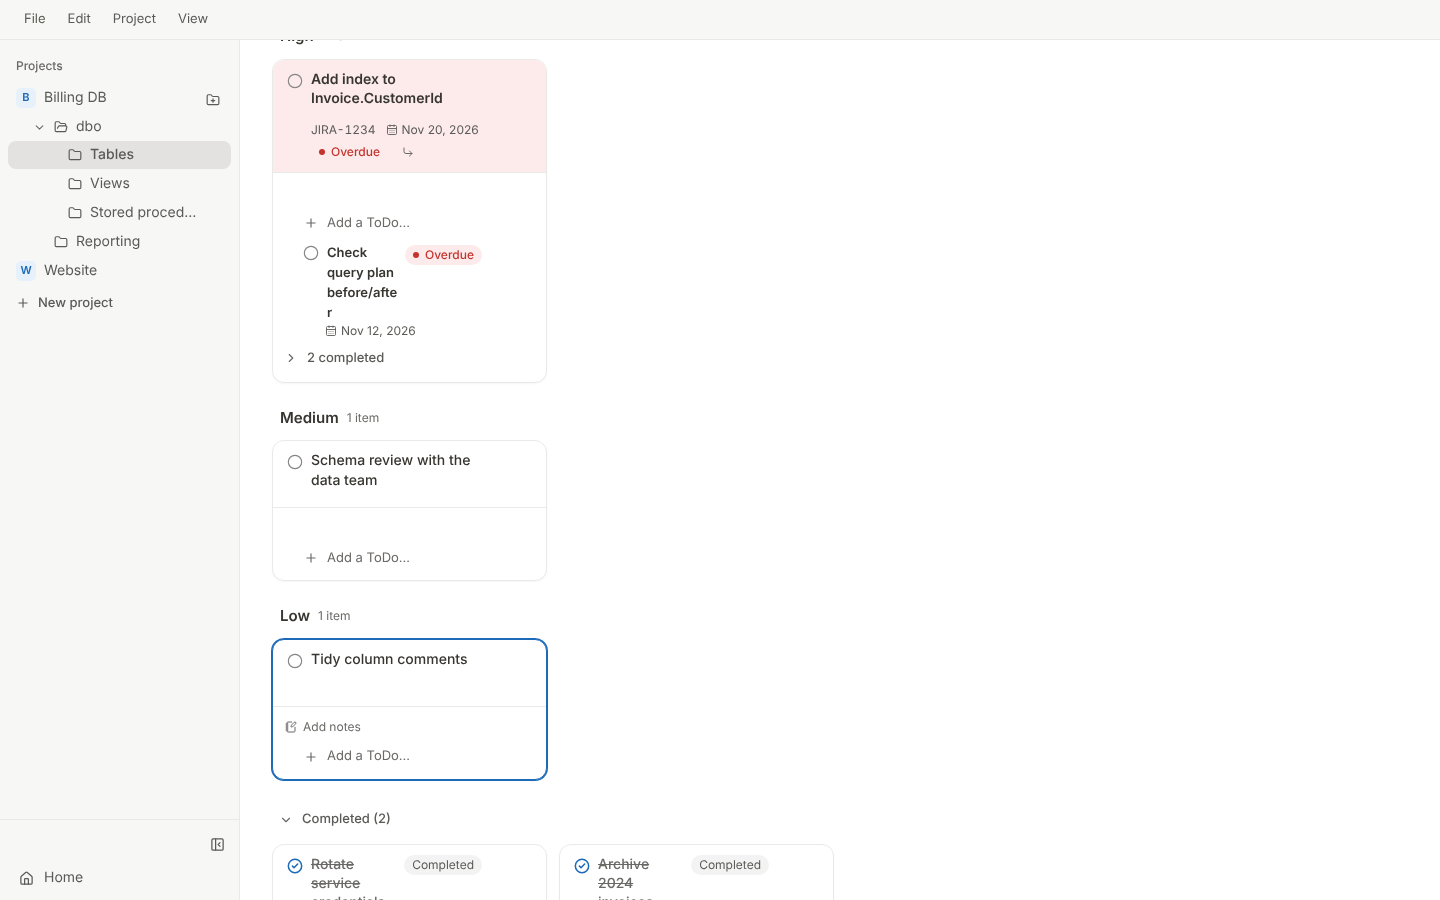 File Edit Project View
Projects
B Billing DB
dbo
Tables
Views
Stored proced...
Reporting
W Website
New project
Home
Add index to
Invoice.CustomerId
JIRA-1234 Nov 20, 2026
Overdue
Add a ToDo...
Check Overdue
query plan
before/afte
r
Nov 12, 2026
2 completed
Medium 1 item
Schema review with the
data team
Add a ToDo...
Low 1 item
Tidy column comments
Add notes
Add a ToDo...
Completed (2)
Rotate Completed
service
Archive Completed
2024